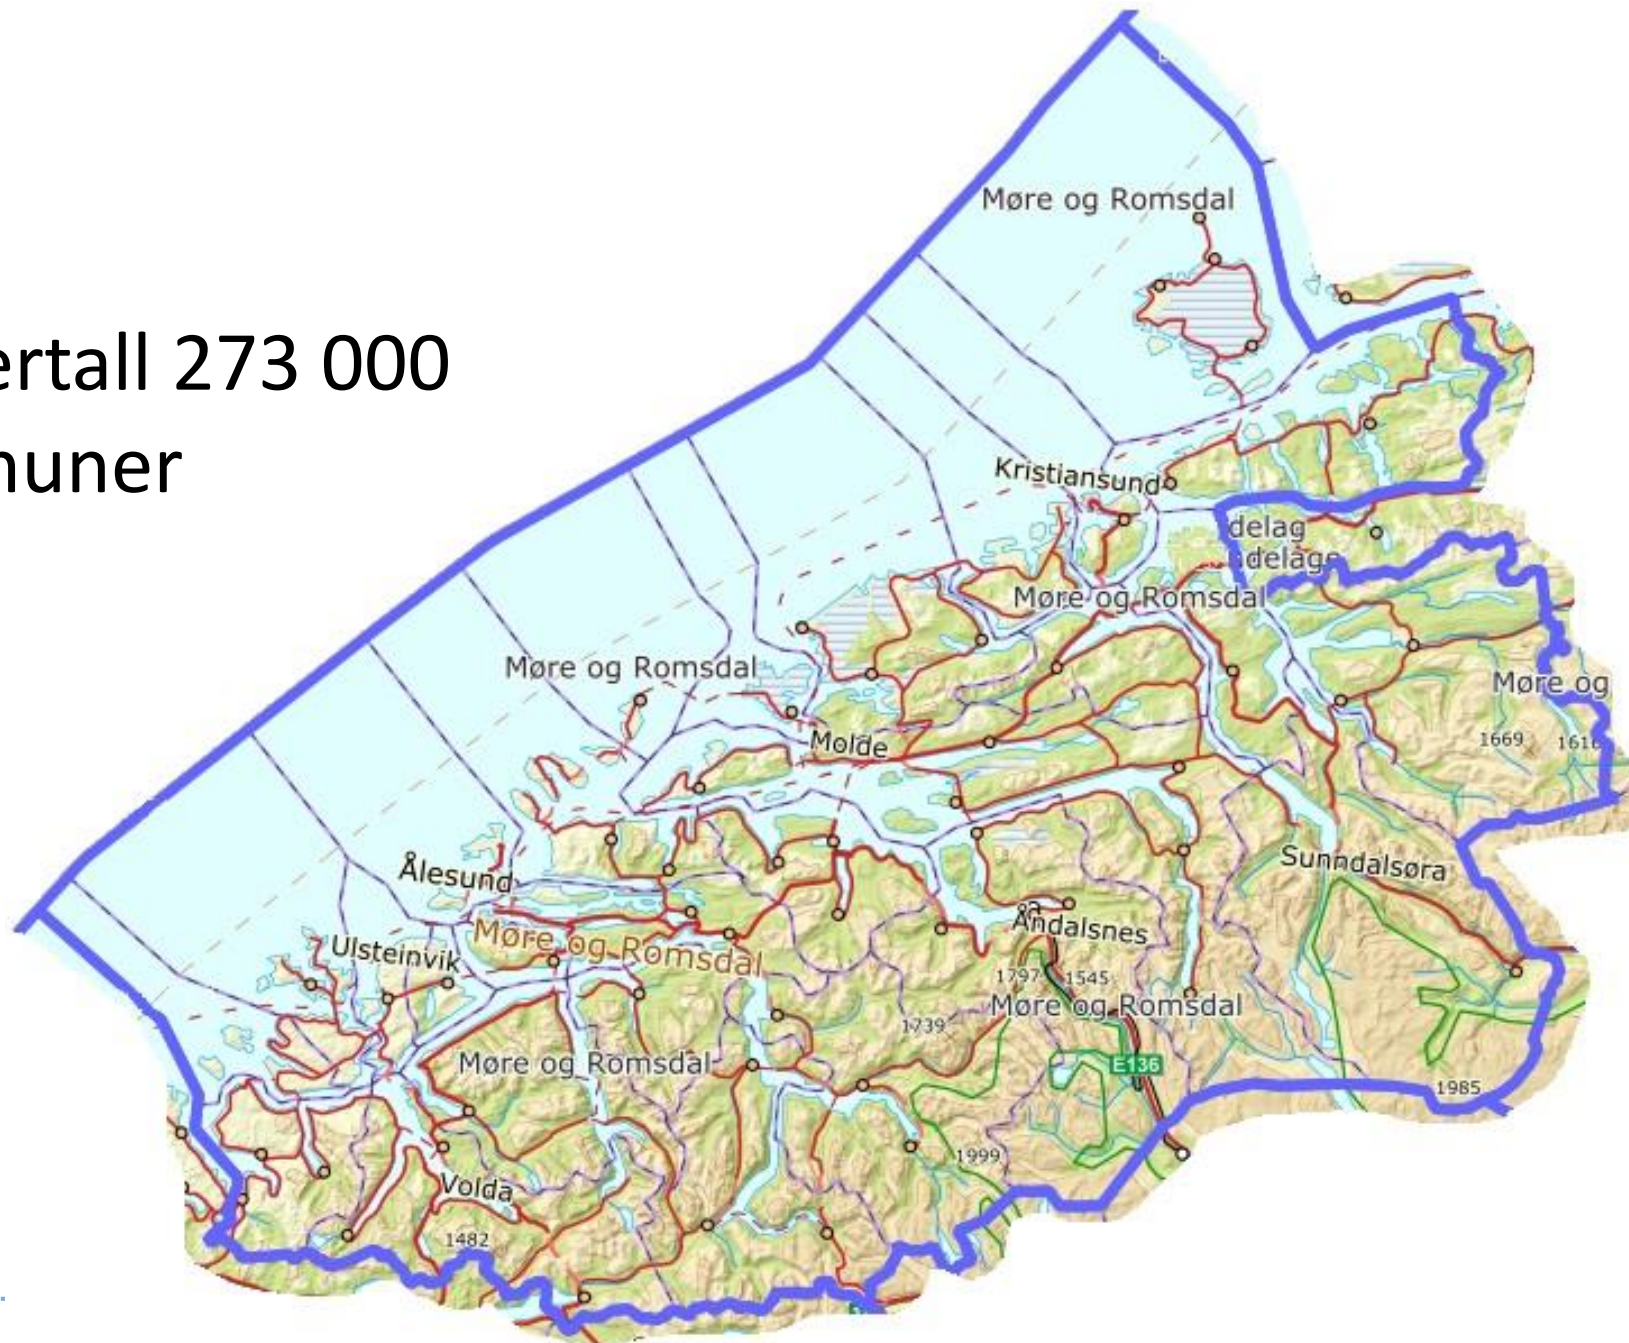 Møre og Romsdal
ertall 273 000
nuner
Kristiansund
delag
ndelage
Møre og Romsdal
Møre og Romsdal
Møre og
1669
1616
Molde
Sunndalsøra
Ålesund
Åndalsnes
Møre og Romsdal
Ulsteinvik
1797
1545
Møre og Romsdal
1739
Møre og Romsdal
E136
1985
1999
Volda
1482